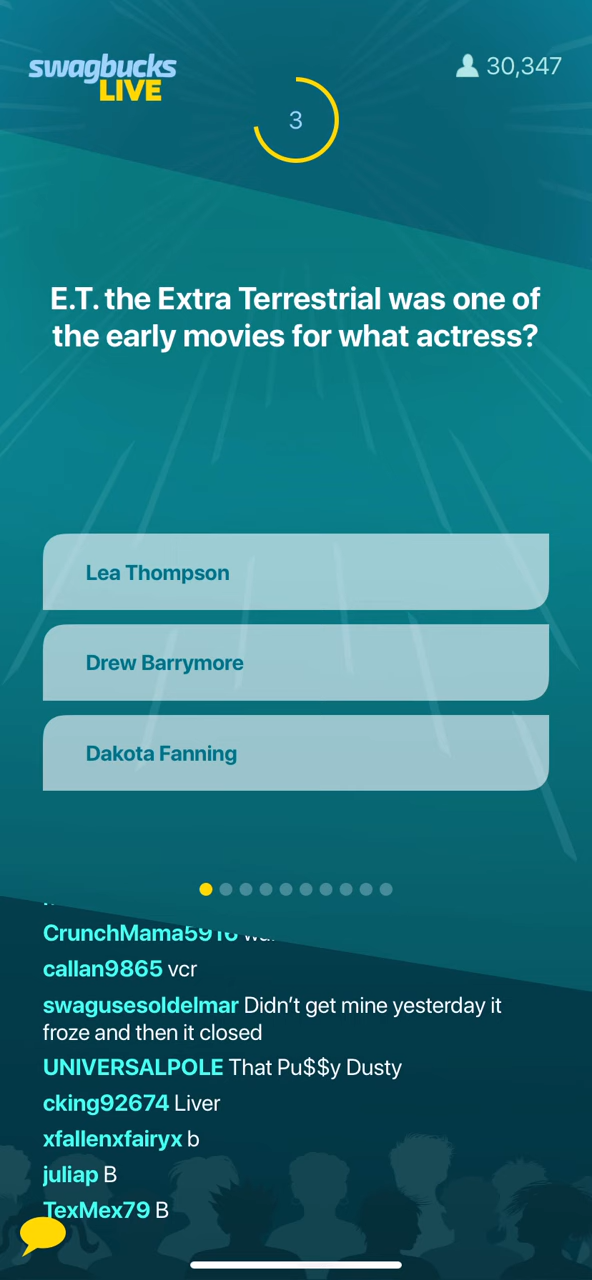 swagbucks
LIVE
30,347
3
E.T. the Extra Terrestrial was one of
the early movies for what actress?
Lea Thompson
Drew Barrymore
Dakota Fanning
CrunchMama5916
callan9865 vcr
swagusesoldelmar Didn't get mine yesterday it
froze and then it closed
UNIVERSALPOLE That Pu$$y Dusty
cking92674 Liver
xfallenxfairyx b
juliap B
TexMex79 B